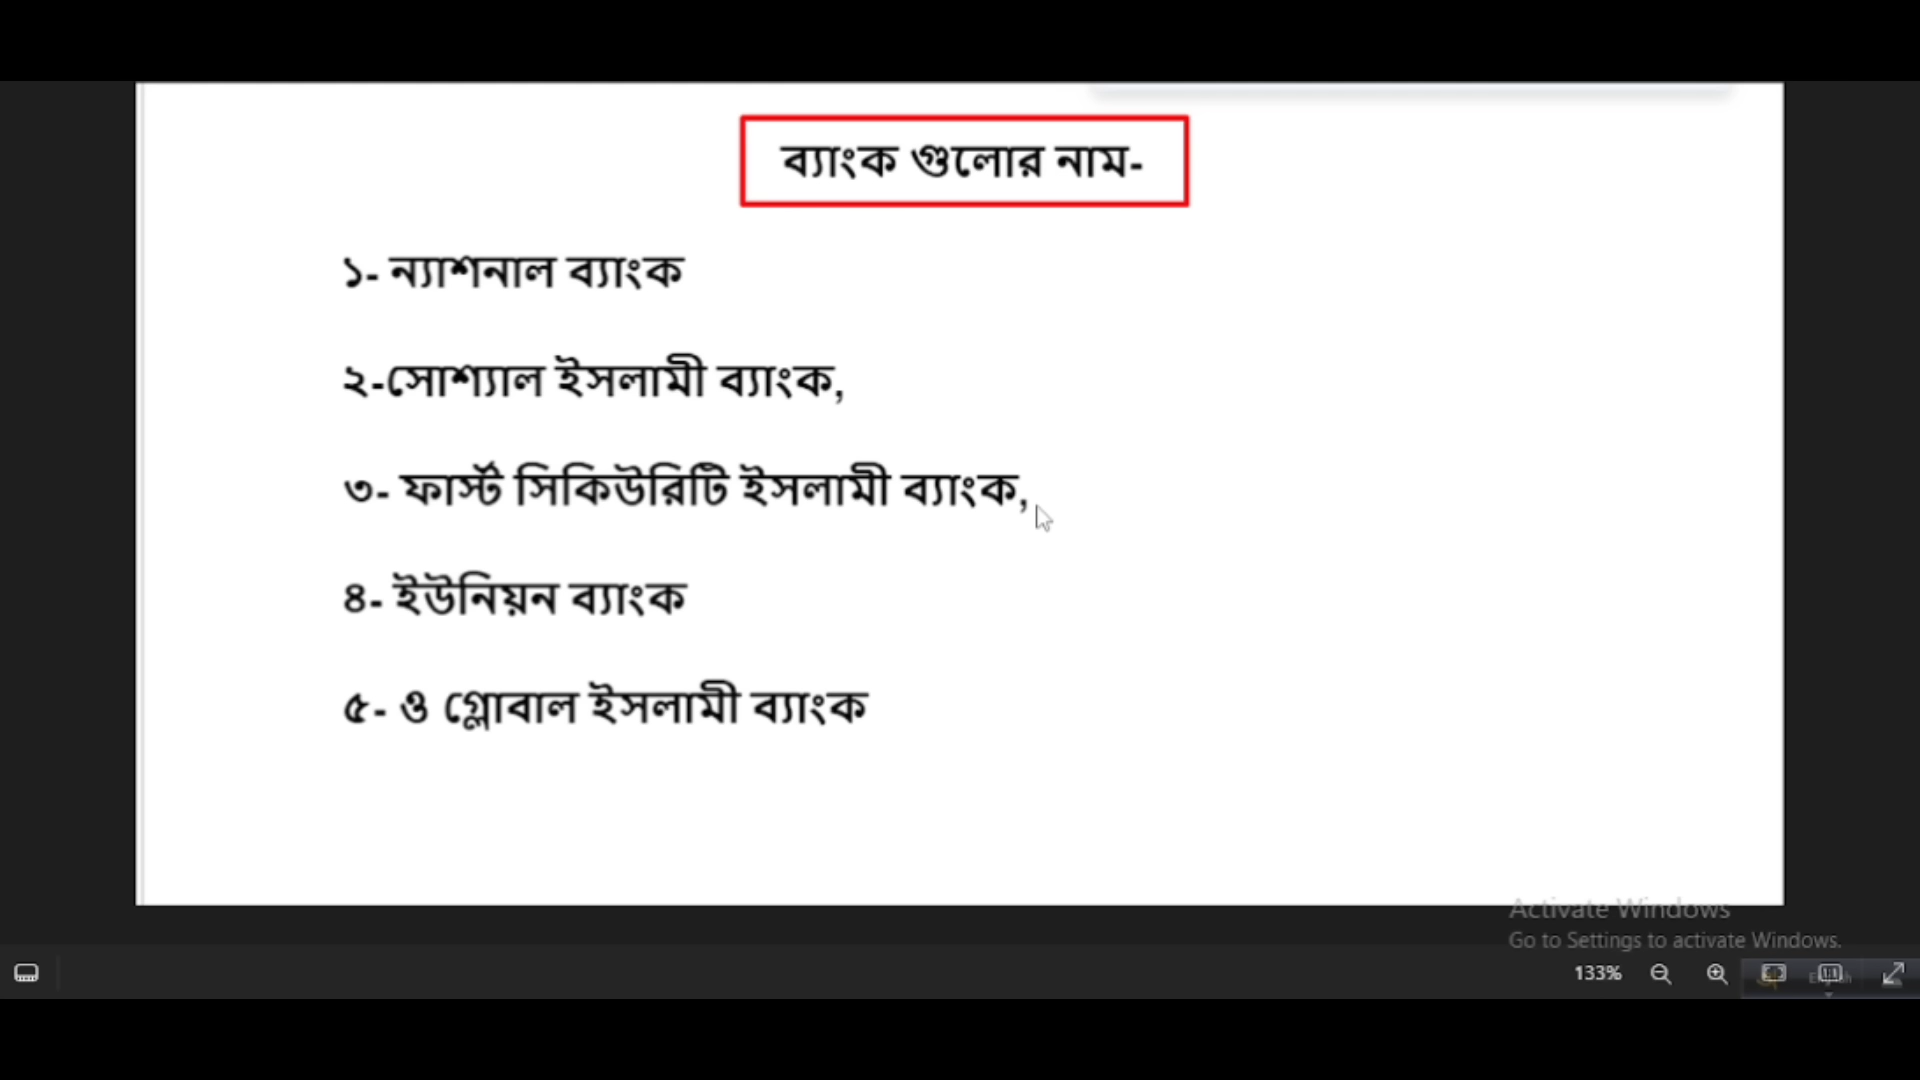 ব্যাংক গুলোর নাম-
১- ন্যাশনাল ব্যাংক
২-সোশ্যাল ইসলামী ব্যাংক,
৩- ফার্স্ট সিকিউরিটি ইসলামী ব্যাংক,
৪- ইউনিয়ন ব্যাংক
৫- ও গ্লোবাল ইসলামী ব্যাংক
Activate Windows
Go to Settings to activate Windows.
133%